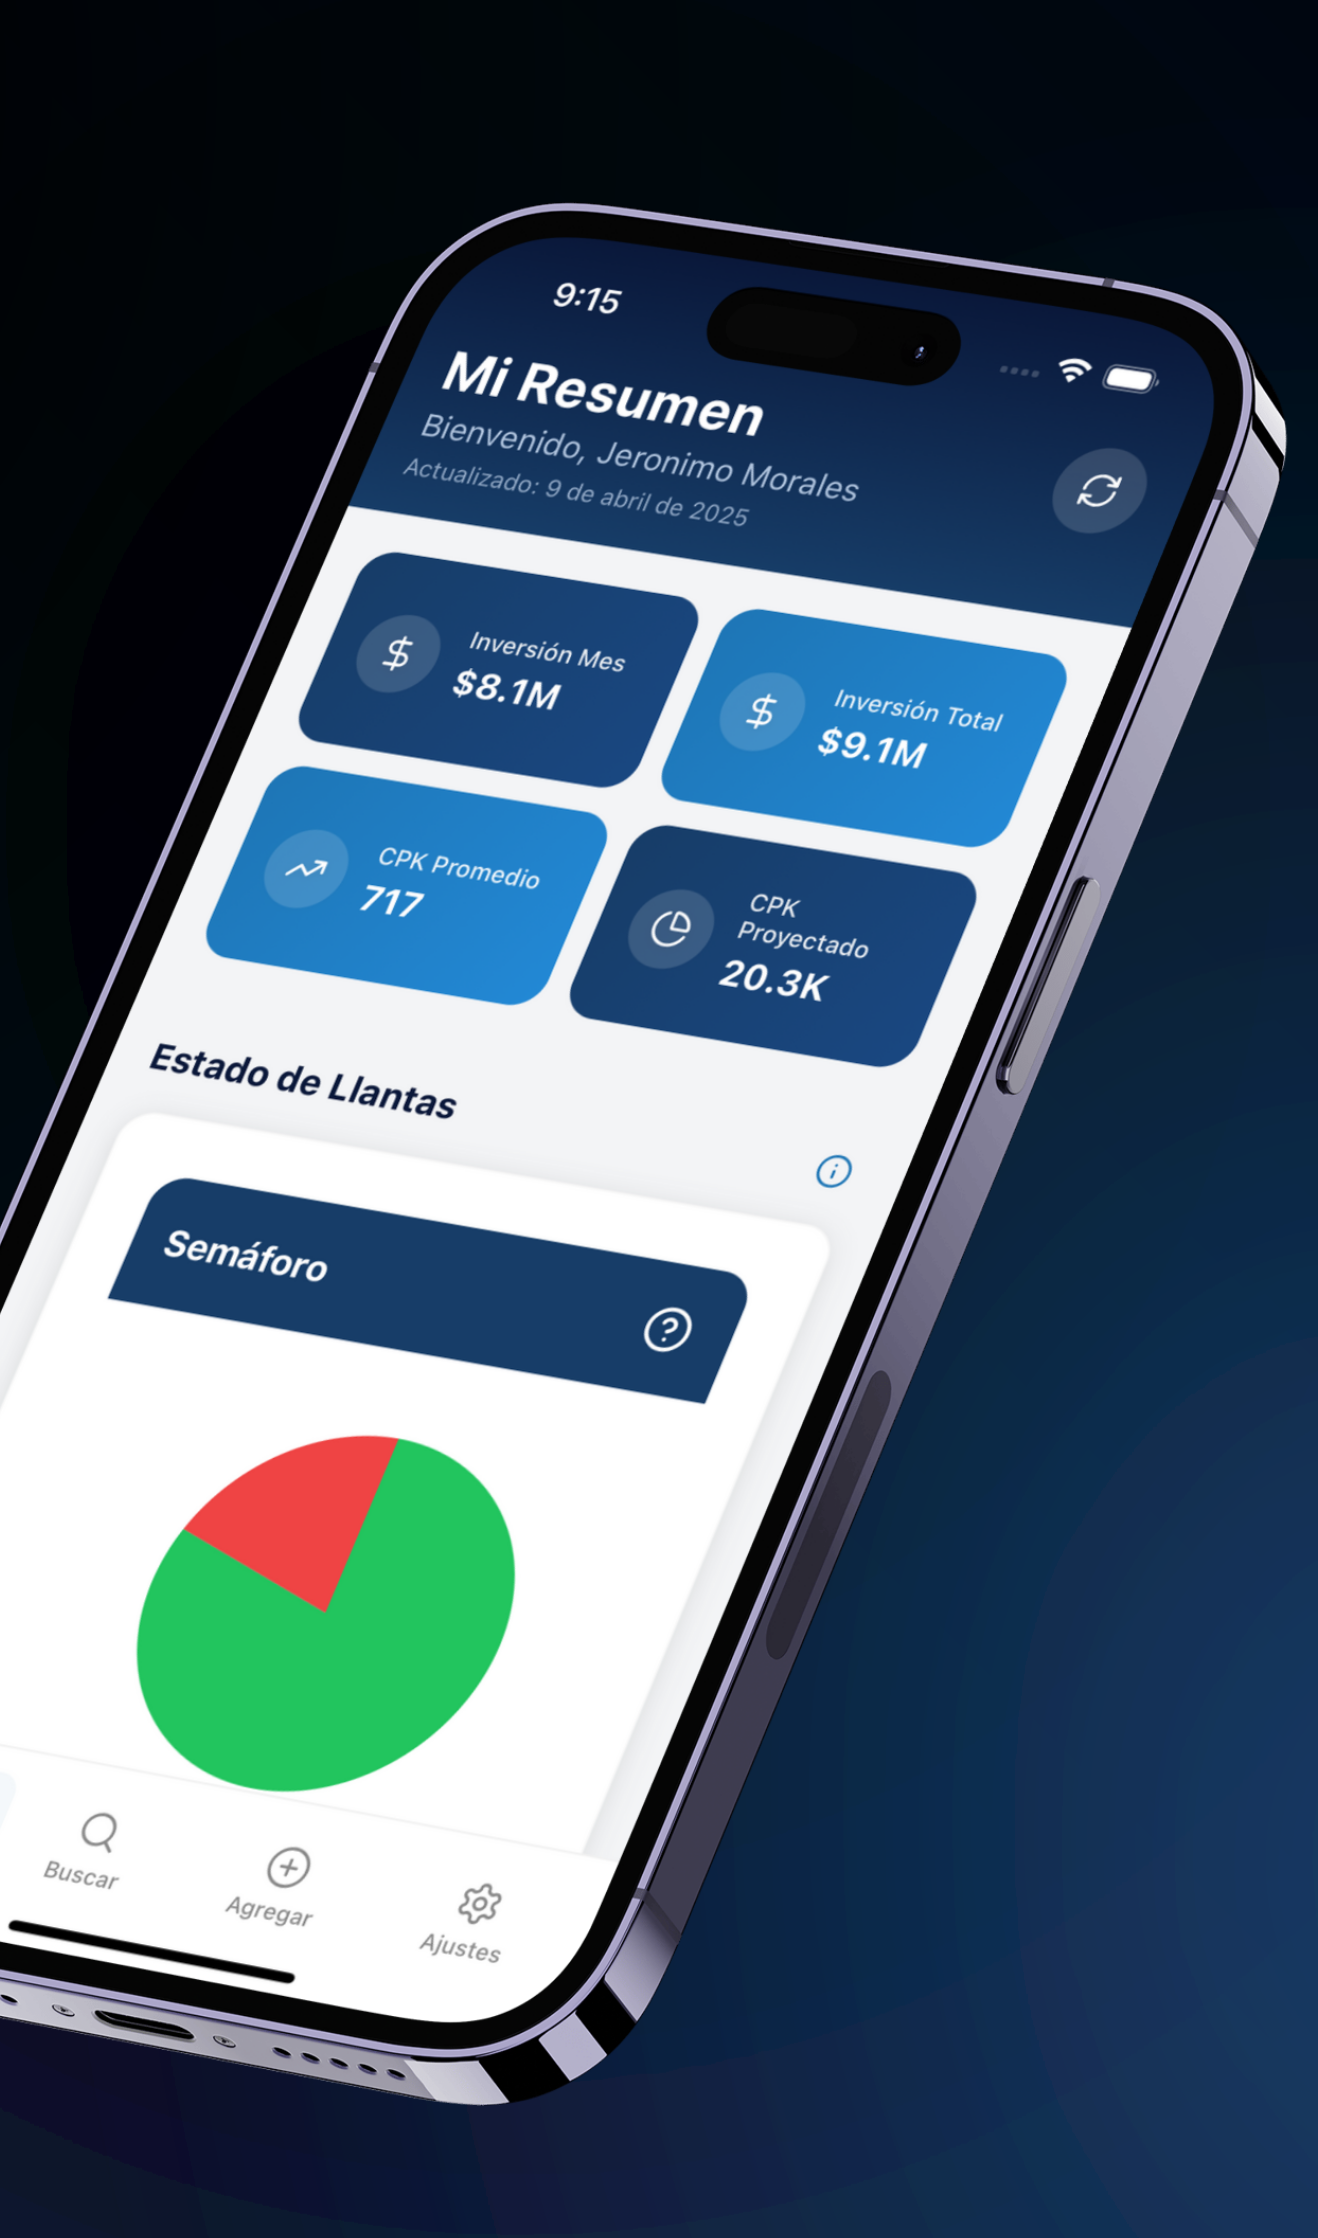 9:15
Mi Resumen
Bienvenido, Jeronimo Morales
Actualizado: 9 de abril de 2025
Inversión Mes
$8.1M
Inversión Total
$9.1M
CPK Promedio
717
CPK
Proyectado
20.3K
Estado de Llantas
Semáforo
Buscar
Agregar
Ajustes